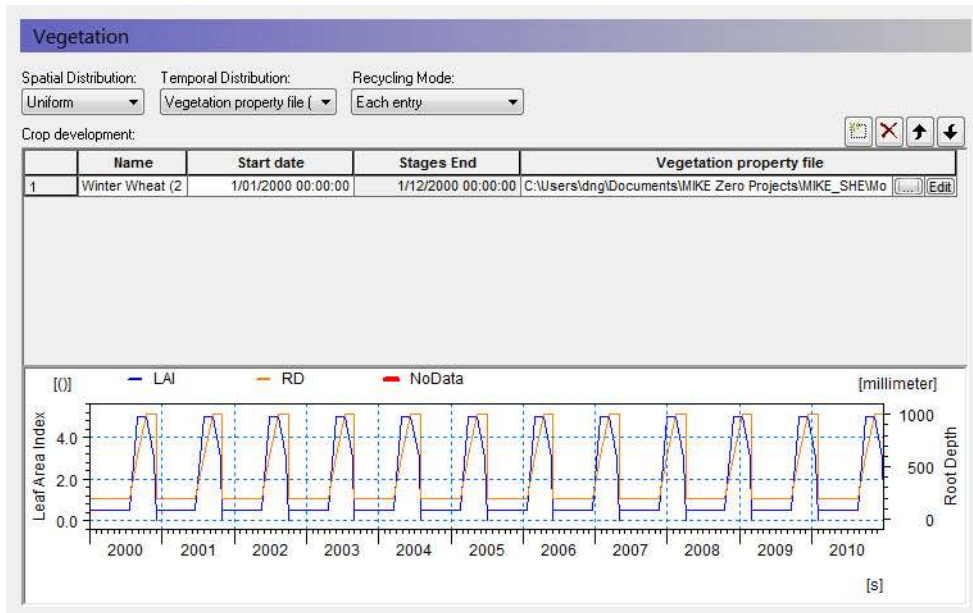 Vegetation
Spatial Distribution: Temporal Distribution: Recycling Mode:
Uniform Vegetation property file ( Each entry
Crop development:
Name Start date Stages End Vegetation property file
1 Winter Wheat (2 1/01/2000 00:00:00 1/12/2000 00:00:00 C:\Users\dng\Documents\MIKE Zero Projects\MIKE_SHE\Mo ... Edit
[()] LAI RD NoData [millimeter]
Leaf Area Index
4.0
2.0
0.0
1000
500
0
Root Depth
2000 2001 2002 2003 2004 2005 2006 2007 2008 2009 2010
[s]